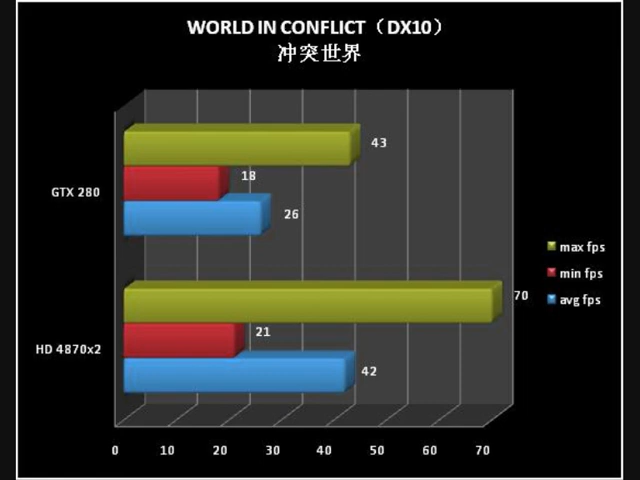 WORLD IN CONFLICT（DX10）
冲突世界
GTX 280
43
18
26
HD 4870x2
70
21
42
max fps
min fps
avg fps
0 10 20 30 40 50 60 70